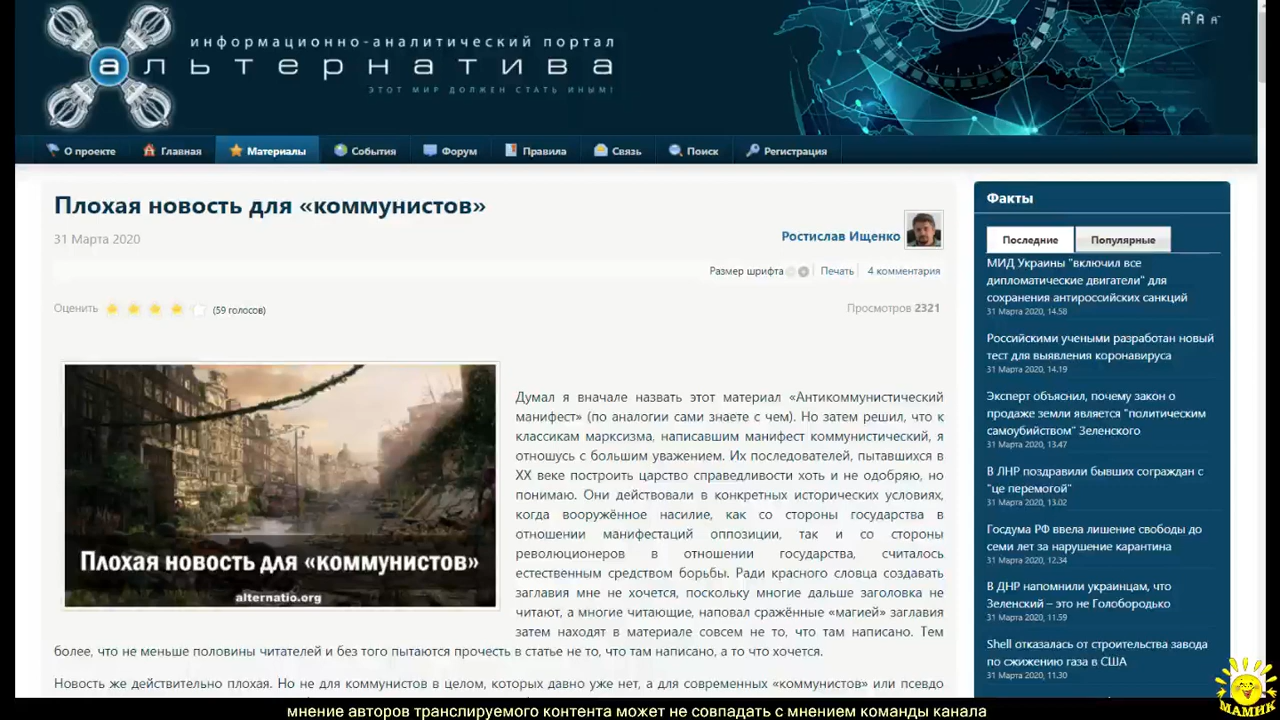 информационно-аналитический портал
альтернатива
ЭТОТ МИР ДОЛЖЕН СТАТЬ ИНЫМ!
А+ А А-
О проекте
Главная
Материалы
События
Форум
Правила
Связь
Поиск
Регистрация
Плохая новость для «коммунистов»
31 Марта 2020
Ростислав Ищенко
Размер шрифта Печать 4 комментария
Оценить (59 голосов) Просмотров 2321
Плохая новость для «коммунистов»
alternatio.org
Думал я вначале назвать этот материал «Антикоммунистический
манифест» (по аналогии сами знаете с чем). Но затем решил, что к
классикам марксизма, написавшим манифест коммунистический, я
отношусь с большим уважением. Их последователей, пытавшихся в
ХХ веке построить царство справедливости хоть и не одобряю, но
понимаю. Они действовали в конкретных исторических условиях,
когда вооружённое насилие, как со стороны государства в
отношении манифестаций оппозиции, так и со стороны
революционеров в отношении государства, считалось
естественным средством борьбы. Ради красного словца создавать
заглавия мне не хочется, поскольку многие дальше заголовка не
читают, а многие читающие, наповал сражённые «магией» заглавия
затем находят в материале совсем не то, что там написано. Тем
более, что не меньше половины читателей и без того пытаются прочесть в статье не то, что там написано, а то что хочется.
Новость же действительно плохая. Но не для коммунистов в целом, которых давно уже нет, а для современных «коммунистов» или псевдо
Факты
Последние
Популярные
МИД Украины "включил все
дипломатические двигатели" для
сохранения антироссийских санкций
31 Марта 2020, 14.58
Российскими учеными разработан новый
тест для выявления коронавируса
31 Марта 2020, 14.19
Эксперт объяснил, почему закон о
продаже земли является "политическим
самоубийством" Зеленского
31 Марта 2020, 13.47
В ЛНР поздравили бывших сограждан с
"це перемогой"
31 Марта 2020, 13.02
Госдума РФ ввела лишение свободы до
семи лет за нарушение карантина
31 Марта 2020, 12.34
В ДНР напомнили украинцам, что
Зеленский – это не Голобородько
31 Марта 2020, 11.59
Shell отказалась от строительства завода
по сжижению газа в США
31 Марта 2020, 11.30
МАМИК
мнение авторов транслируемого контента может не совпадать с мнением команды канала